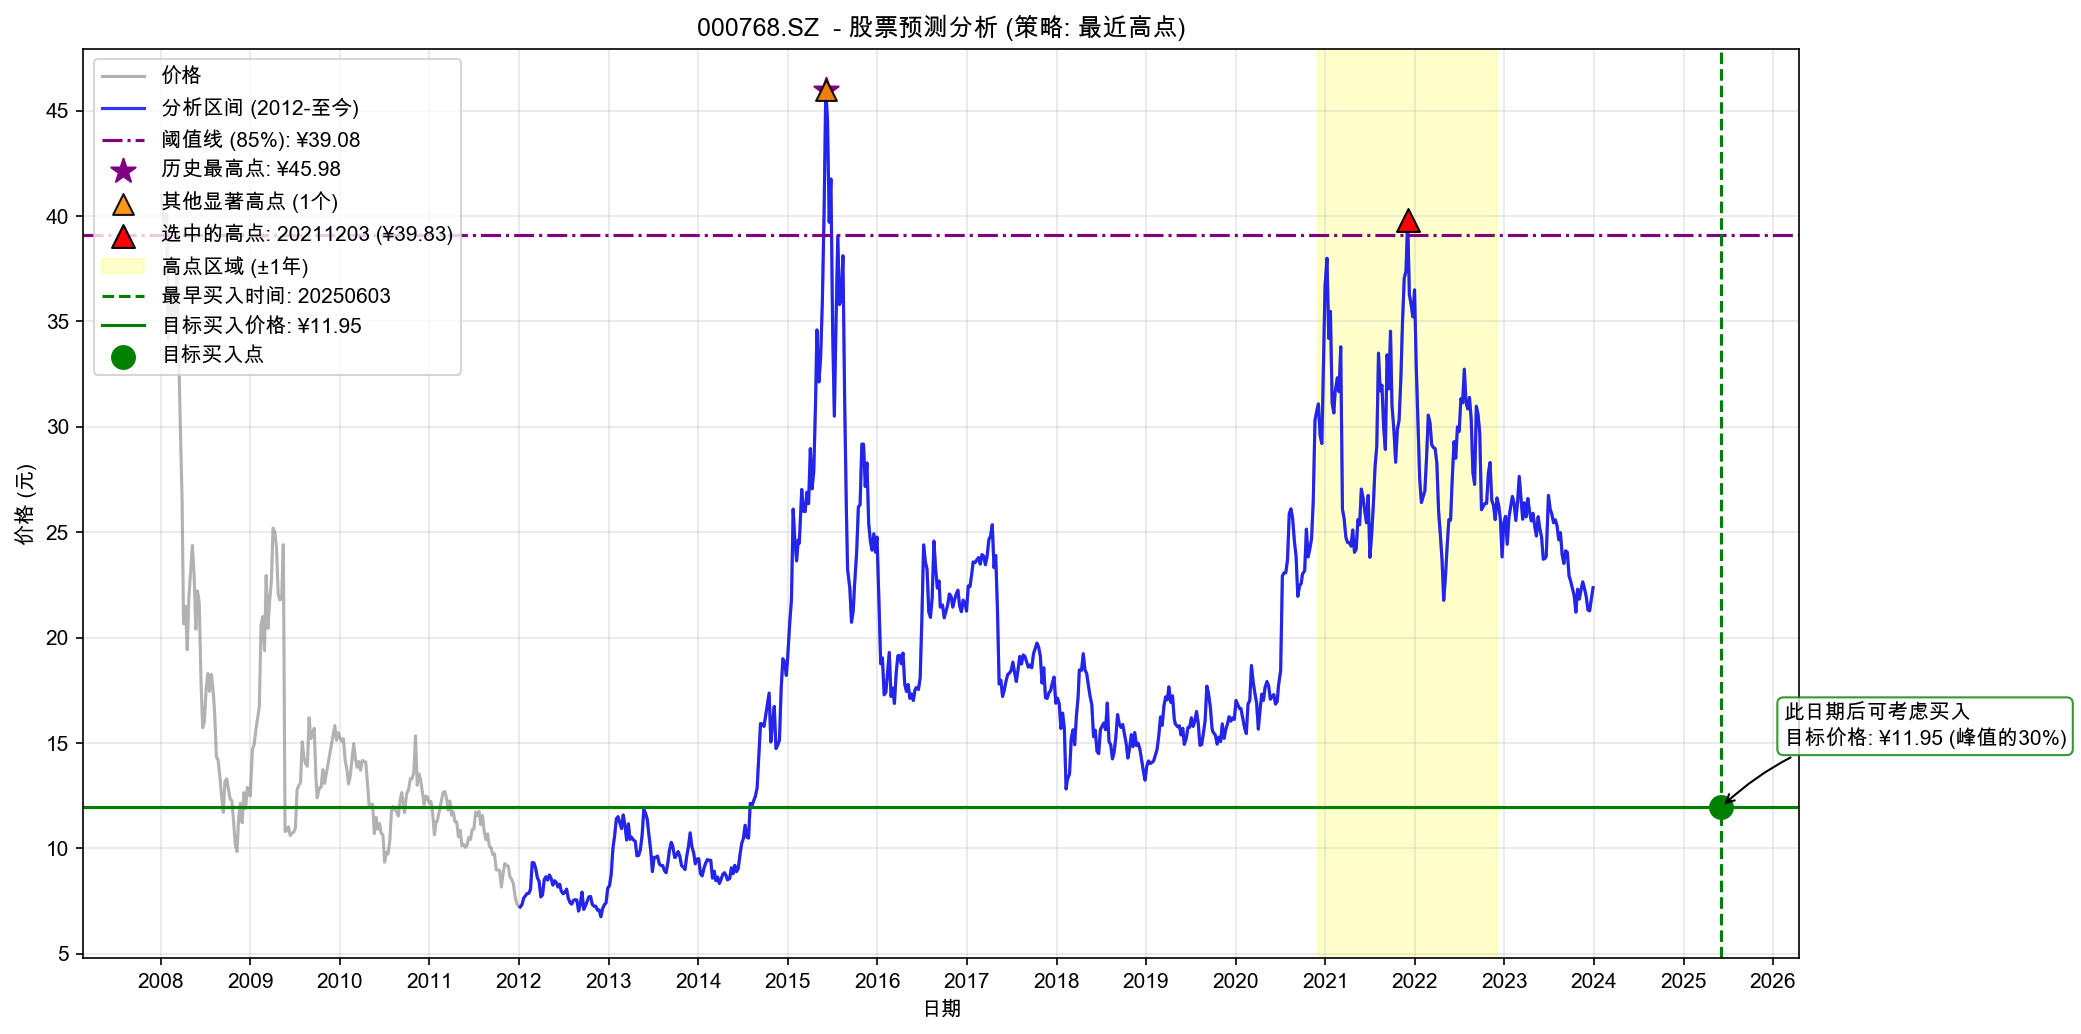 000768.SZ  - 股票预测分析 (策略: 最近高点)
价格
分析区间 (2012-至今)
阈值线 (85%): ¥39.08
历史最高点: ¥45.98
其他显著高点 (1个)
选中的高点: 20211203 (¥39.83)
高点区域 (±1年)
最早买入时间: 20250603
目标买入价格: ¥11.95
目标买入点
45
40
35
30
25
20
15
10
5
价格 (元)
此日期后可考虑买入
目标价格: ¥11.95 (峰值的30%)
2008 2009 2010 2011 2012 2013 2014 2015 2016 2017 2018 2019 2020 2021 2022 2023 2024 2025 2026
日期